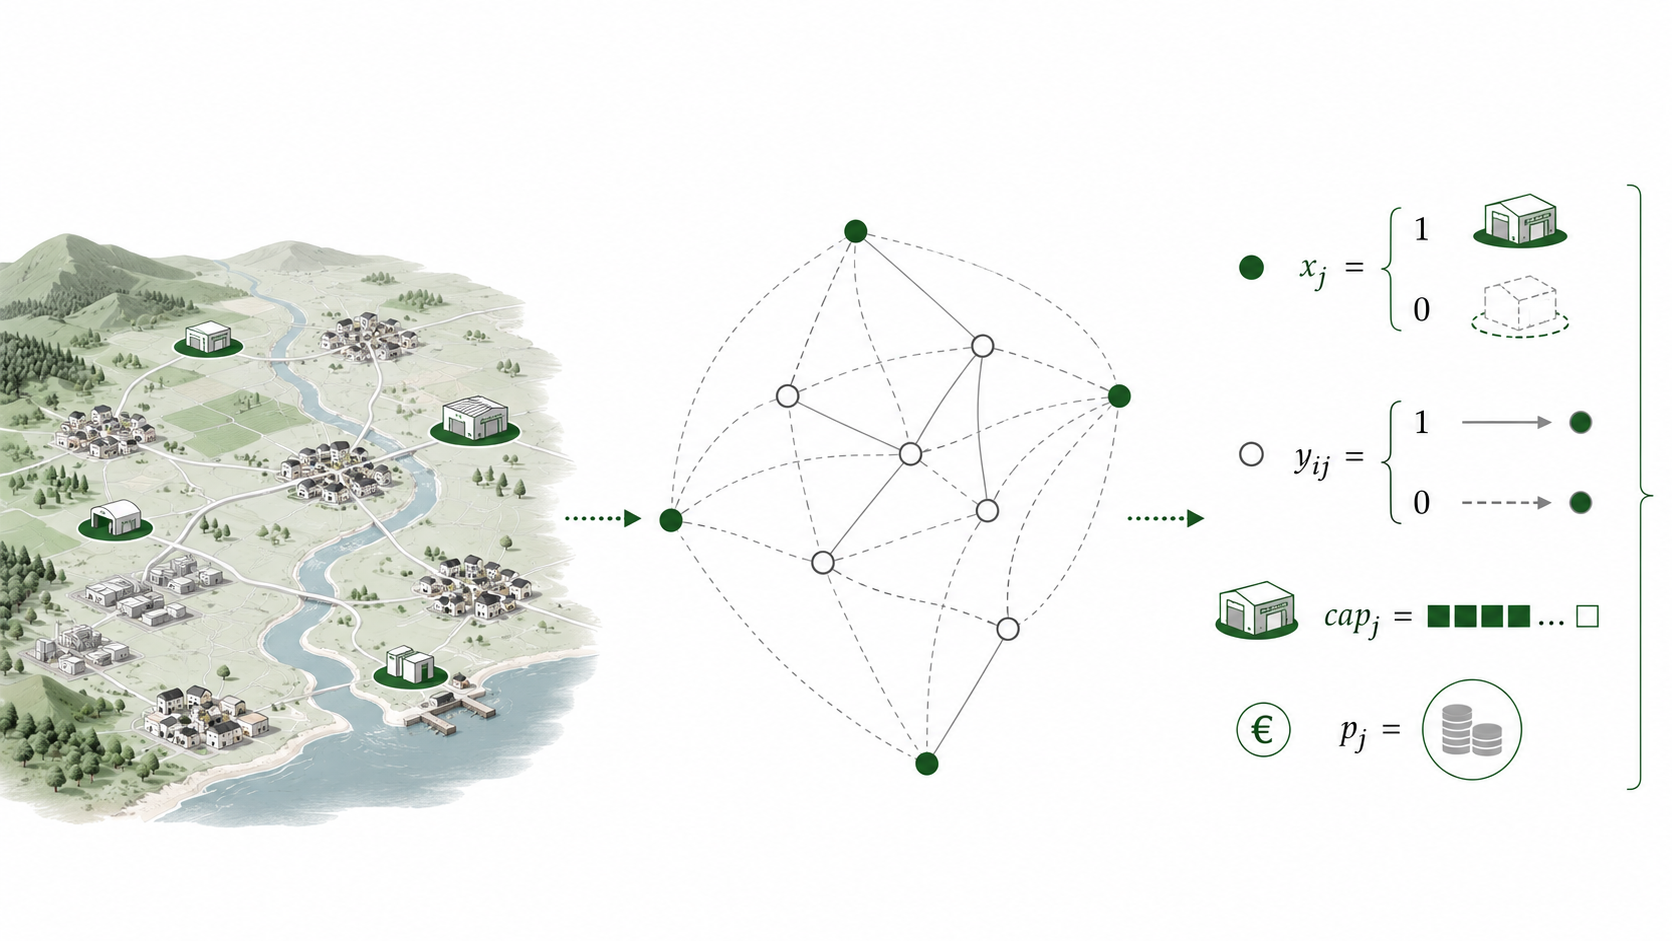 x_j = { 1
0
y_ij = { 1
0
cap_j = ...
€ p_j =